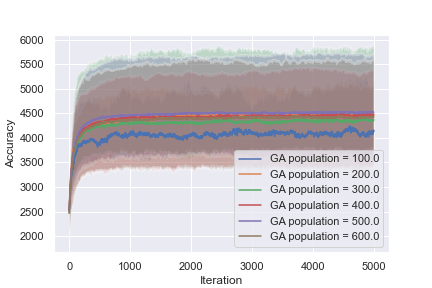 6000
5500
5000
4500
4000
3500
3000
2500
2000
Accuracy
GA population = 100.0
GA population = 200.0
GA population = 300.0
GA population = 400.0
GA population = 500.0
GA population = 600.0
0 1000 2000 3000 4000 5000
Iteration